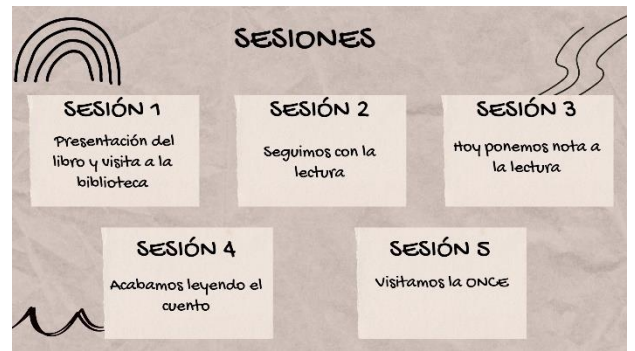 SESIONES
SESIÓN 1
Presentación del
libro y visita a la
biblioteca
SESIÓN 2
Seguimos con la
lectura
SESIÓN 3
Hoy ponemos nota a
la lectura
SESIÓN 4
Acabamos leyendo el
cuento
SESIÓN 5
Visitamos la ONCE